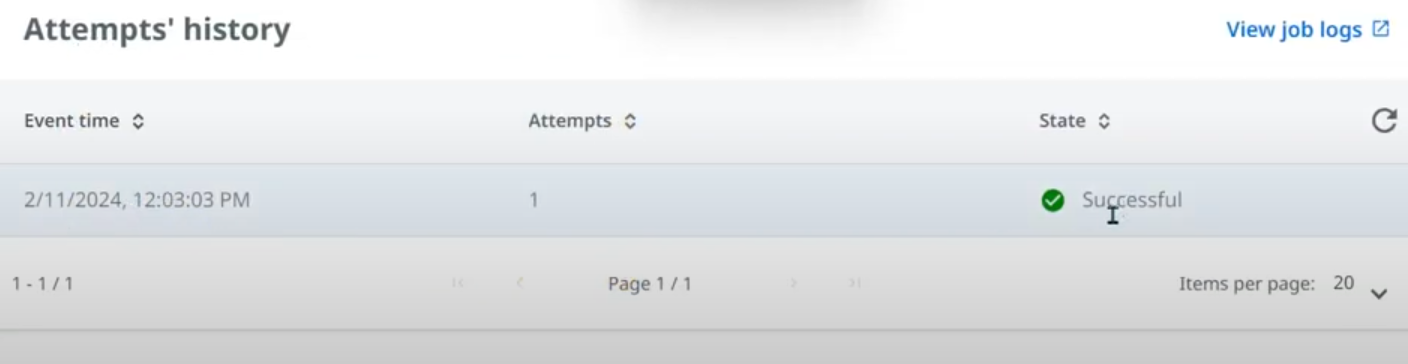 Attempts' history View job logs
Event time Attempts State
2/11/2024, 12:03:03 PM 1 Successful
1 - 1 / 1 Page 1 / 1 Items per page: 20